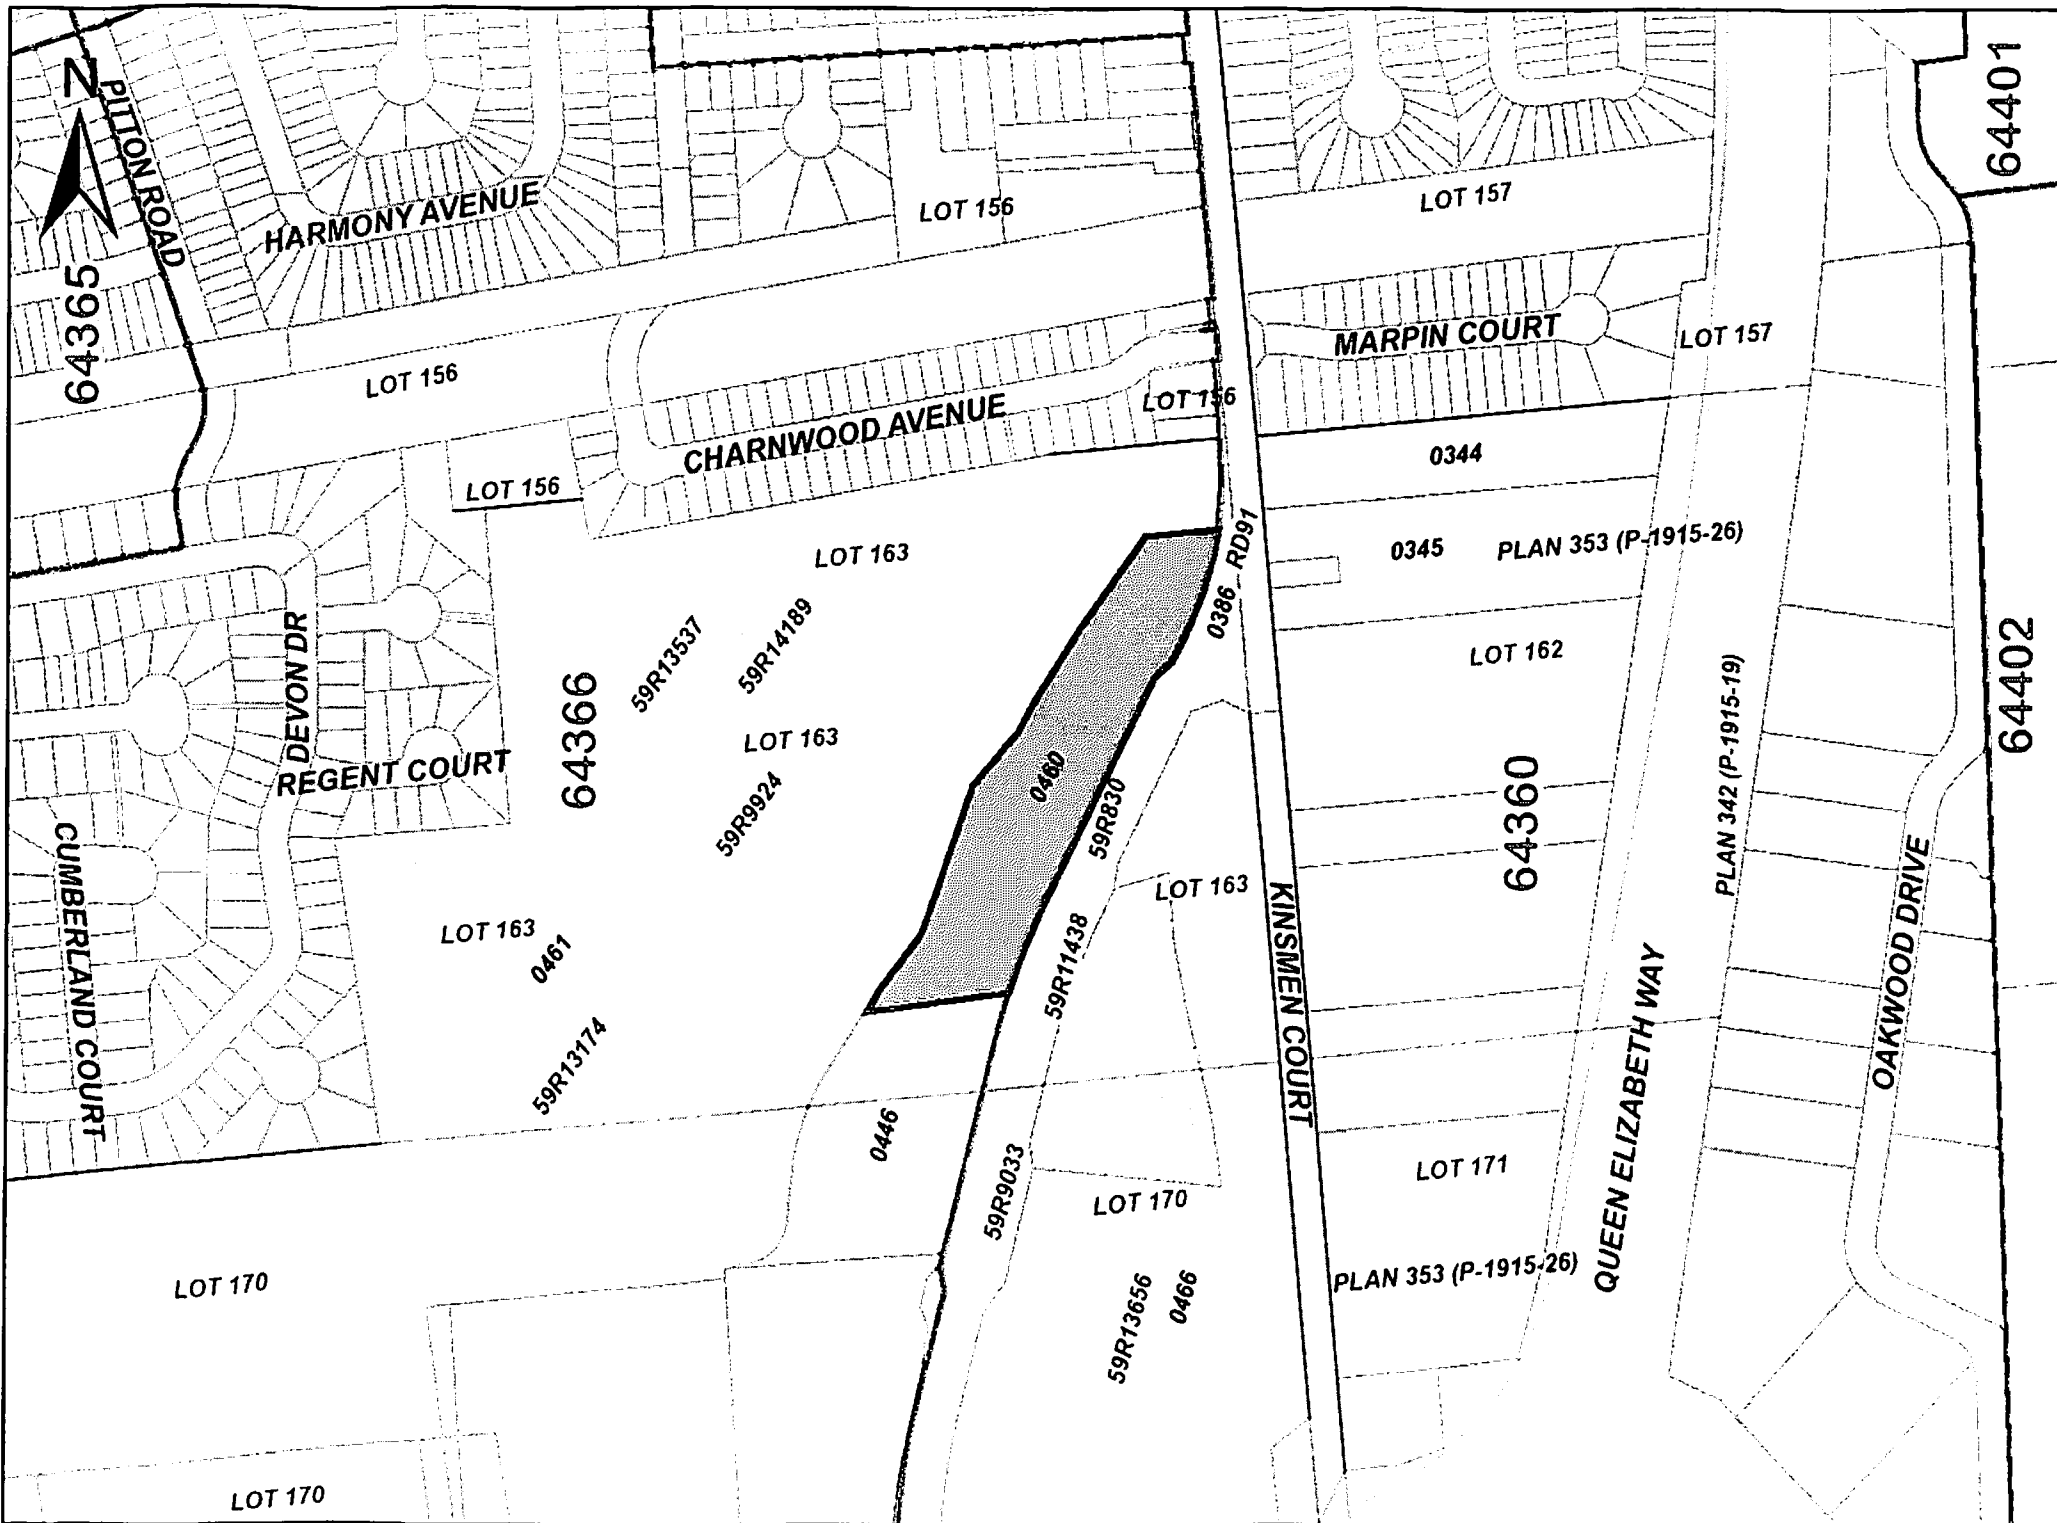 N
PITTON ROAD
64365
HARMONY AVENUE
LOT 156
LOT 157
64401
LOT 156
MARPIN COURT
LOT 157
LOT 156
CHARNWOOD AVENUE
LOT 156
0344
LOT 163
0386 RD91
0345
PLAN 353 (P-1915-26)
DEVON DR
59R13537
59R14189
LOT 162
64402
64366
LOT 163
REGENT COURT
59R9924
0460
59R830
64360
PLAN 342 (P-1915-19)
CUMBERLAND COURT
LOT 163
LOT 163
0461
59R11438
KINSMEN COURT
OAKWOOD DRIVE
59R13174
QUEEN ELIZABETH WAY
0446
59R9033
LOT 171
LOT 170
LOT 170
59R13656
0466
PLAN 353 (P-1915-26)
LOT 170